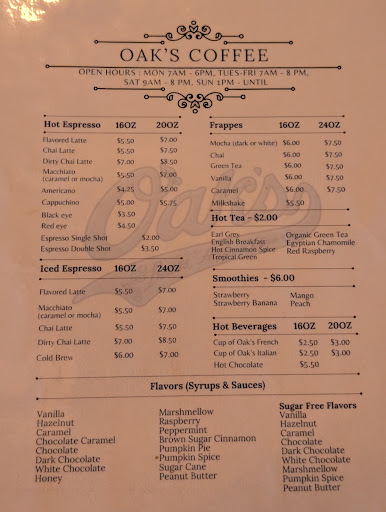 OAK'S COFFEE
OPEN HOURS : MON 7AM - 6PM, TUES-FRI 7AM - 8 PM,
SAT 9AM - 8 PM, SUN 1PM - UNTIL
Hot Espresso 16OZ 20OZ
Flavored Latte $5.50 $7.00
Chai Latte $5.50 $7.50
Dirty Chai Latte $7.00 $8.50
Macchiato $5.50 $7.00
(caramel or mocha)
Americano $4.25 $5.00
Cappuchino $5.00 $5.75
Black eye $3.50
Red eye $4.50
Espresso Single Shot $2.00
Espresso Double Shot $3.50
Iced Espresso 16OZ 24OZ
Flavored Latte $5.50 $7.00
Macchiato $5.50 $7.00
(caramel or mocha)
Chai Latte $5.50 $7.50
Dirty Chai Latte $7.00 $8.50
Cold Brew $6.00 $7.00
Frappes 16OZ 24OZ
Mocha (dark or white) $6.00 $7.50
Chai $6.00 $7.50
Green Tea $6.00 $7.50
Vanilla $6.00 $7.50
Caramel $6.00 $7.50
Milkshake $5.50
Hot Tea - $2.00
Earl Grey
English Breakfast
Hot Cinnamon Spice
Tropical Green
Organic Green Tea
Egyptian Chamomile
Red Raspberry
Smoothies - $6.00
Strawberry
Strawberry Banana
Mango
Peach
Hot Beverages 16OZ 20OZ
Cup of Oak's French $2.50 $3.00
Cup of Oak's Italian $2.50 $3.00
Hot Chocolate $5.50
Oak's
Flavors (Syrups & Sauces)
Vanilla
Hazelnut
Caramel
Chocolate Caramel
Chocolate
Dark Chocolate
White Chocolate
Honey
Marshmellow
Raspberry
Peppermint
Brown Sugar Cinnamon
Pumpkin Pie
*Pumpkin Spice
Sugar Cane
Peanut Butter
Sugar Free Flavors
Vanilla
Hazelnut
Caramel
Chocolate
Dark Chocolate
White Chocolate
Marshmellow
Pumpkin Spice
Peanut Butter